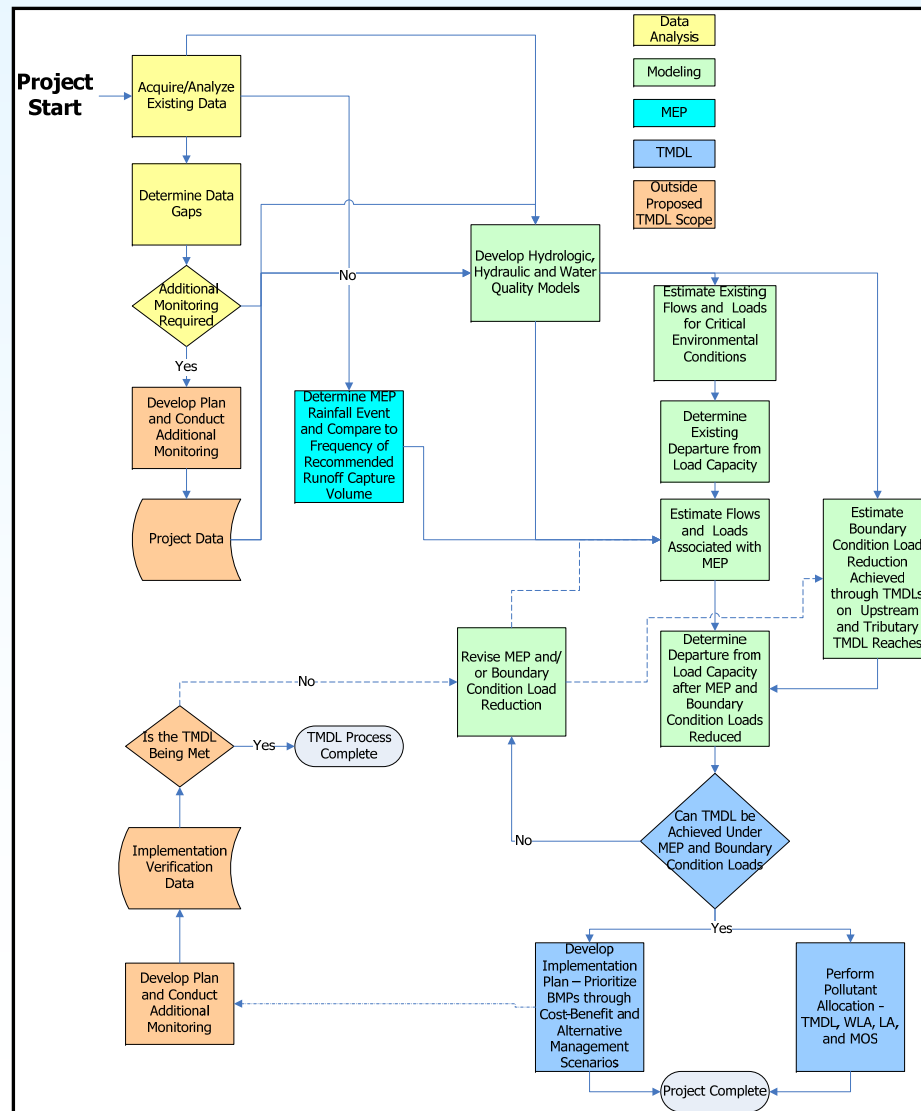 Data
Analysis
Modeling
MEP
TMDL
Outside
Proposed
TMDL Scope
Project
Start
Acquire/Analyze
Existing Data
Determine Data
Gaps
Additional
Monitoring
Required
No
Yes
Develop Plan
and Conduct
Additional
Monitoring
Project Data
Determine MEP
Rainfall Event
and Compare to
Frequency of
Recommended
Runoff Capture
Volume
Develop Hydrologic,
Hydraulic and Water
Quality Models
Estimate Existing
Flows and Loads
for Critical
Environmental
Conditions
Determine
Existing
Departure from
Load Capacity
Estimate Flows
and Loads
Associated with
MEP
Estimate
Boundary
Condition Load
Reduction
Achieved
through TMDLs
on Upstream
and Tributary
TMDL Reaches
Determine
Departure from
Load Capacity
after MEP and
Boundary
Condition Loads
Reduced
Revise MEP and/
or Boundary
Condition Load
Reduction
No
Is the TMDL
Being Met
Yes
TMDL Process
Complete
Can TMDL be
Achieved Under
MEP and Boundary
Condition Loads
No
Yes
Implementation
Verification
Data
Develop Plan
and Conduct
Additional
Monitoring
Develop
Implementation
Plan – Prioritize
BMPs through
Cost-Benefit and
Alternative
Management
Scenarios
Perform
Pollutant
Allocation -
TMDL, WLA, LA,
and MOS
Project Complete